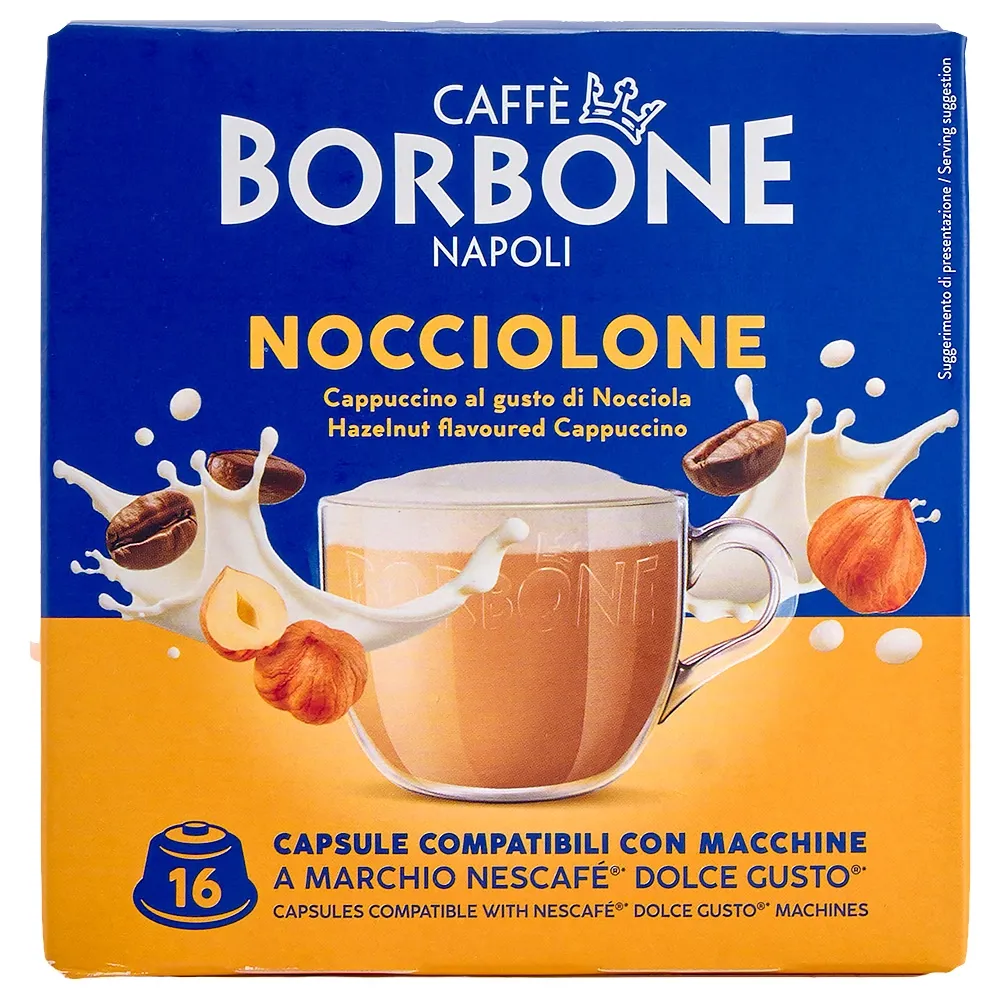 CAFFÈ
BORBONE
NAPOLI
NOCCIOLONE
Cappuccino al gusto di Nocciola
Hazelnut flavoured Cappuccino
Suggerimento di presentazione / Serving suggestion
BORBONE
16
CAPSULE COMPATIBILI CON MACCHINE
A MARCHIO NESCAFÉ®* DOLCE GUSTO®*
CAPSULES COMPATIBLE WITH NESCAFÉ®* DOLCE GUSTO®* MACHINES